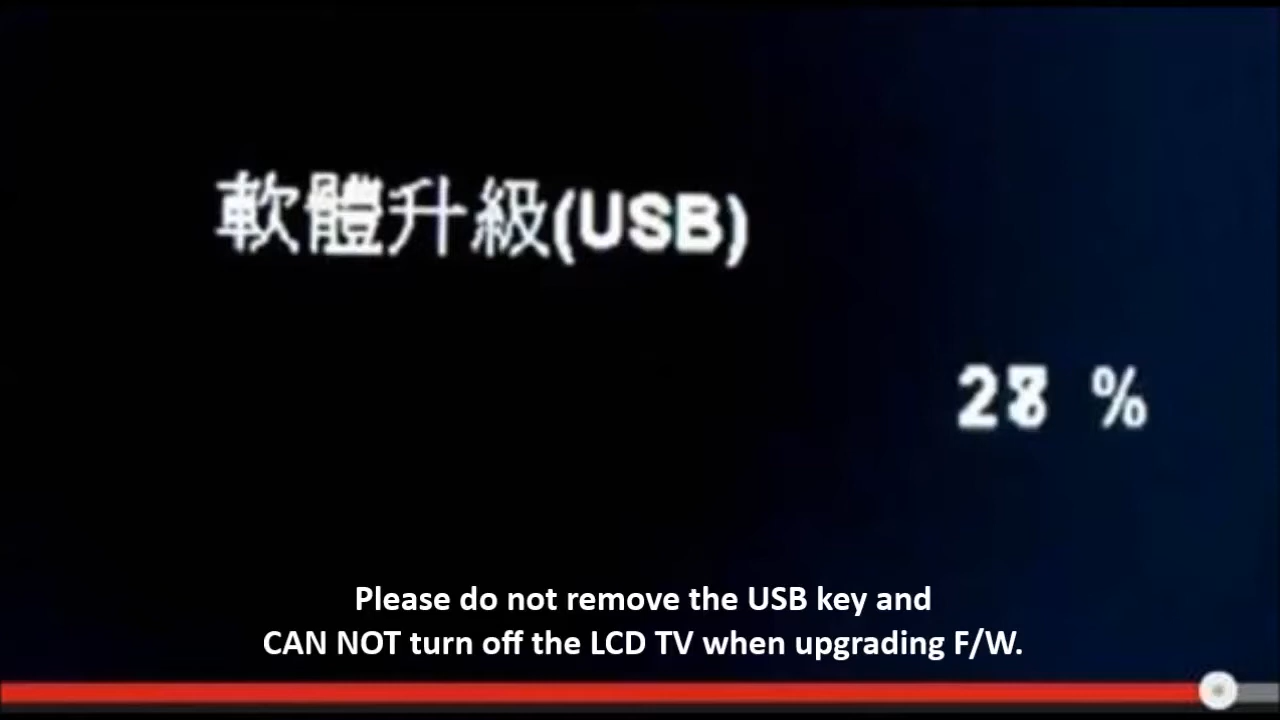 軟體升級(USB)
%
Please do not remove the USB key and
CAN NOT turn off the LCD TV when upgrading F/W.